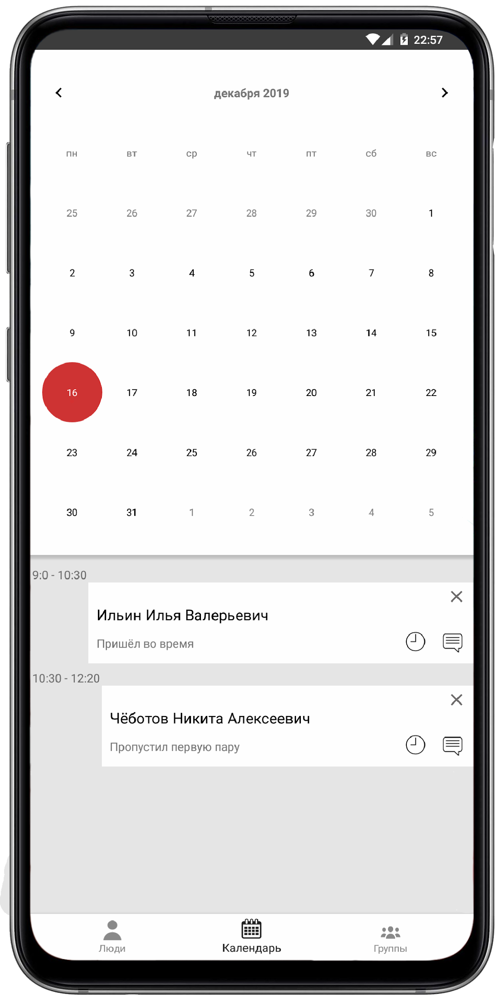 22:57
декабря 2019
пн вт ср чт пт сб вс
25 26 27 28 29 30 1
2 3 4 5 6 7 8
9 10 11 12 13 14 15
16 17 18 19 20 21 22
23 24 25 26 27 28 29
30 31 1 2 3 4 5
9:0 - 10:30
Ильин Илья Валерьевич
Пришёл во время
10:30 - 12:20
Чёботов Никита Алексеевич
Пропустил первую пару
Люди Календарь Группы